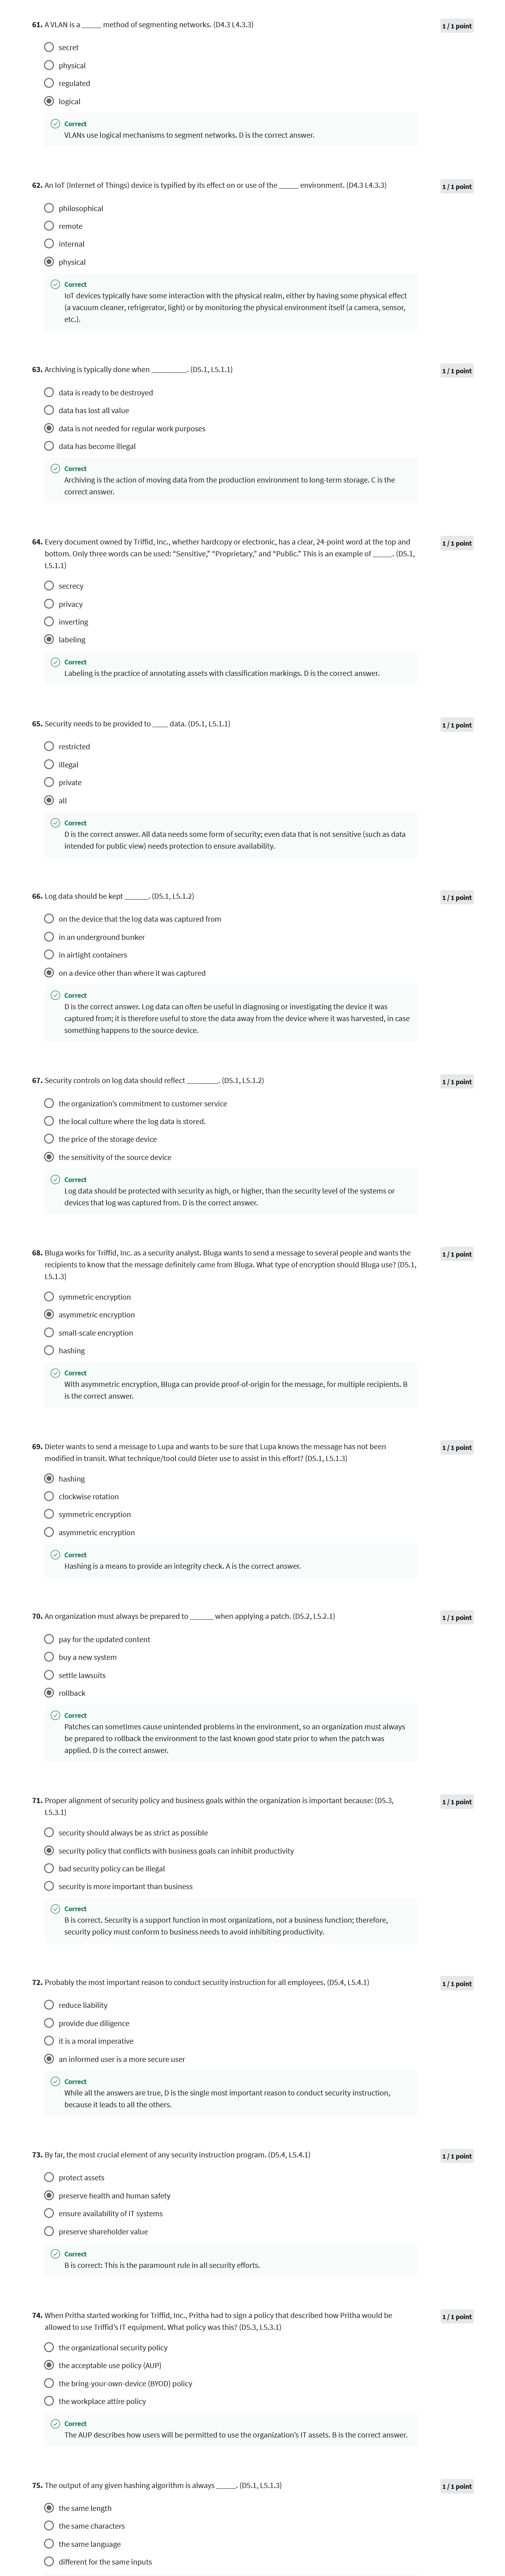 61. A VLAN is a _____ method of segmenting networks. (D4.3 L4.3.3)
1 / 1 point
secret
physical
regulated
logical
Correct
VLANs use logical mechanisms to segment networks. D is the correct answer.
62. An IoT (Internet of Things) device is typified by its effect on or use of the _____ environment. (D4.3 L4.3.3)
1 / 1 point
philosophical
remote
internal
physical
Correct
IoT devices typically have some interaction with the physical realm, either by having some physical effect
(a vacuum cleaner, refrigerator, light) or by monitoring the physical environment itself (a camera, sensor,
etc.).
63. Archiving is typically done when _________. (D5.1, L5.1.1)
1 / 1 point
data is ready to be destroyed
data has lost all value
data is not needed for regular work purposes
data has become illegal
Correct
Archiving is the action of moving data from the production environment to long-term storage. C is the
correct answer.
64. Every document owned by Triffid, Inc., whether hardcopy or electronic, has a clear, 24-point word at the top and
1 / 1 point
bottom. Only three words can be used: "Sensitive," "Proprietary," and "Public." This is an example of _____. (D5.1,
L5.1.1)
secrecy
privacy
inverting
labeling
Correct
Labeling is the practice of annotating assets with classification markings. D is the correct answer.
65. Security needs to be provided to ____ data. (D5.1, L5.1.1)
1 / 1 point
restricted
illegal
private
all
Correct
D is the correct answer. All data needs some form of security; even data that is not sensitive (such as data
intended for public view) needs protection to ensure availability.
66. Log data should be kept ______. (D5.1, L5.1.2)
1 / 1 point
on the device that the log data was captured from
in an underground bunker
in airtight containers
on a device other than where it was captured
Correct
D is the correct answer. Log data can often be useful in diagnosing or investigating the device it was
captured from; it is therefore useful to store the data away from the device where it was harvested, in case
something happens to the source device.
67. Security controls on log data should reflect ________. (D5.1, L5.1.2)
1 / 1 point
the organization's commitment to customer service
the local culture where the log data is stored.
the price of the storage device
the sensitivity of the source device
Correct
Log data should be protected with security as high, or higher, than the security level of the systems or
devices that log was captured from. D is the correct answer.
68. Bluga works for Triffid, Inc. as a security analyst. Bluga wants to send a message to several people and wants the
1 / 1 point
recipients to know that the message definitely came from Bluga. What type of encryption should Bluga use? (D5.1,
L5.1.3)
symmetric encryption
asymmetric encryption
small-scale encryption
hashing
Correct
With asymmetric encryption, Bluga can provide proof-of-origin for the message, for multiple recipients. B
is the correct answer.
69. Dieter wants to send a message to Lupa and wants to be sure that Lupa knows the message has not been
1 / 1 point
modified in transit. What technique/tool could Dieter use to assist in this effort? (D5.1, L5.1.3)
hashing
clockwise rotation
symmetric encryption
asymmetric encryption
Correct
Hashing is a means to provide an integrity check. A is the correct answer.
70. An organization must always be prepared to ______ when applying a patch. (D5.2, L5.2.1)
1 / 1 point
pay for the updated content
buy a new system
settle lawsuits
rollback
Correct
Patches can sometimes cause unintended problems in the environment, so an organization must always
be prepared to rollback the environment to the last known good state prior to when the patch was
applied. D is the correct answer.
71. Proper alignment of security policy and business goals within the organization is important because: (D5.3,
1 / 1 point
L5.3.1)
security should always be as strict as possible
security policy that conflicts with business goals can inhibit productivity
bad security policy can be illegal
security is more important than business
Correct
B is correct. Security is a support function in most organizations, not a business function; therefore,
security policy must conform to business needs to avoid inhibiting productivity.
72. Probably the most important reason to conduct security instruction for all employees. (D5.4, L5.4.1)
1 / 1 point
reduce liability
provide due diligence
it is a moral imperative
an informed user is a more secure user
Correct
While all the answers are true, D is the single most important reason to conduct security instruction,
because it leads to all the others.
73. By far, the most crucial element of any security instruction program. (D5.4, L5.4.1)
1 / 1 point
protect assets
preserve health and human safety
ensure availability of IT systems
preserve shareholder value
Correct
B is correct: This is the paramount rule in all security efforts.
74. When Pritha started working for Triffid, Inc., Pritha had to sign a policy that described how Pritha would be
1 / 1 point
allowed to use Triffid's IT equipment. What policy was this? (D5.3, L5.3.1)
the organizational security policy
the acceptable use policy (AUP)
the bring-your-own-device (BYOD) policy
the workplace attire policy
Correct
The AUP describes how users will be permitted to use the organization's IT assets. B is the correct answer.
75. The output of any given hashing algorithm is always _____. (D5.1, L5.1.3)
1 / 1 point
the same length
the same characters
the same language
different for the same inputs